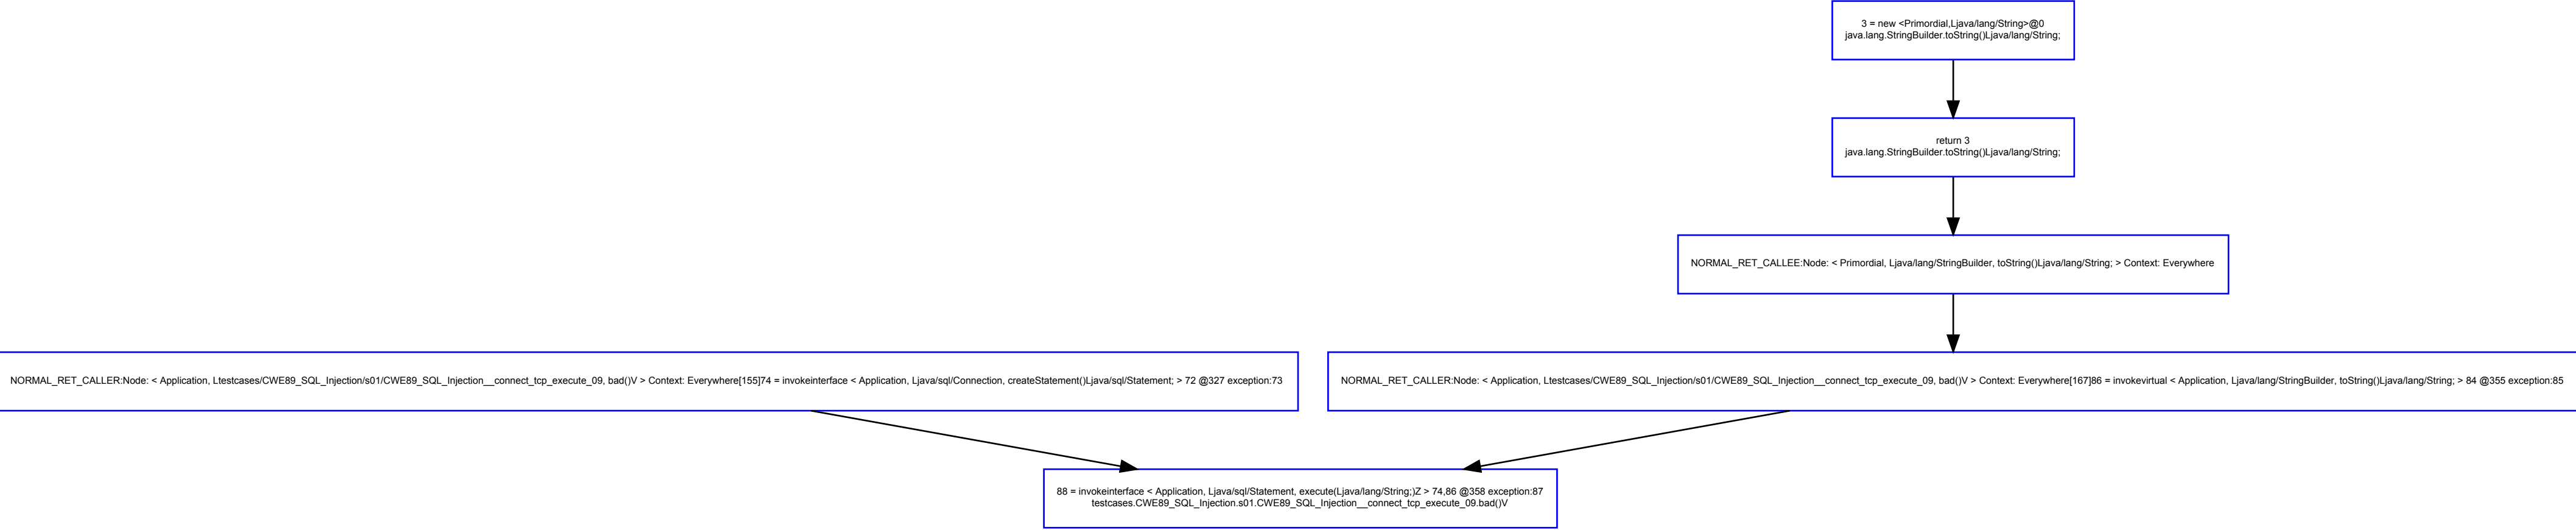 3 = new <Primordial,Ljava/lang/String>@0
java.lang.StringBuilder.toString()Ljava/lang/String;
return 3
java.lang.StringBuilder.toString()Ljava/lang/String;
NORMAL_RET_CALLEE:Node: < Primordial, Ljava/lang/StringBuilder, toString()Ljava/lang/String; > Context: Everywhere
NORMAL_RET_CALLER:Node: < Application, Ltestcases/CWE89_SQL_Injection/s01/CWE89_SQL_Injection__connect_tcp_execute_09, bad()V > Context: Everywhere[155]74 = invokeinterface < Application, Ljava/sql/Connection, createStatement()Ljava/sql/Statement; > 72 @327 exception:73
NORMAL_RET_CALLER:Node: < Application, Ltestcases/CWE89_SQL_Injection/s01/CWE89_SQL_Injection__connect_tcp_execute_09, bad()V > Context: Everywhere[167]86 = invokevirtual < Application, Ljava/lang/StringBuilder, toString()Ljava/lang/String; > 84 @355 exception:85
88 = invokeinterface < Application, Ljava/sql/Statement, execute(Ljava/lang/String;)Z > 74,86 @358 exception:87
testcases.CWE89_SQL_Injection.s01.CWE89_SQL_Injection__connect_tcp_execute_09.bad()V